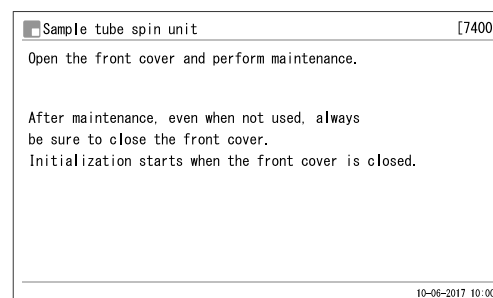 Sample tube spin unit [7400
Open the front cover and perform maintenance.
After maintenance, even when not used, always
be sure to close the front cover.
Initialization starts when the front cover is closed.
10-06-2017 10:00